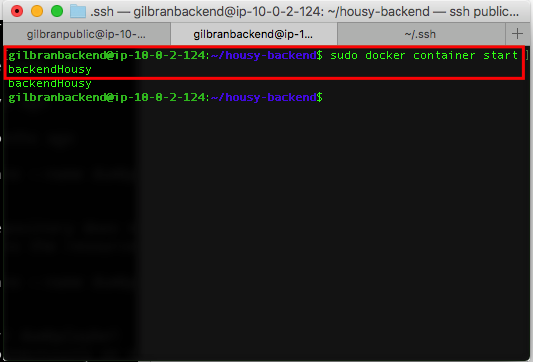 .ssh — gilbranbackend@ip-10-0-2-124: ~/housy-backend — ssh public...
gilbranpublic@ip-10-...
gilbranbackend@ip-1...
~/.ssh
gilbranbackend@ip-10-0-2-124:~/housy-backend$ sudo docker container start
backendHousy
backendHousy
gilbranbackend@ip-10-0-2-124:~/housy-backend$